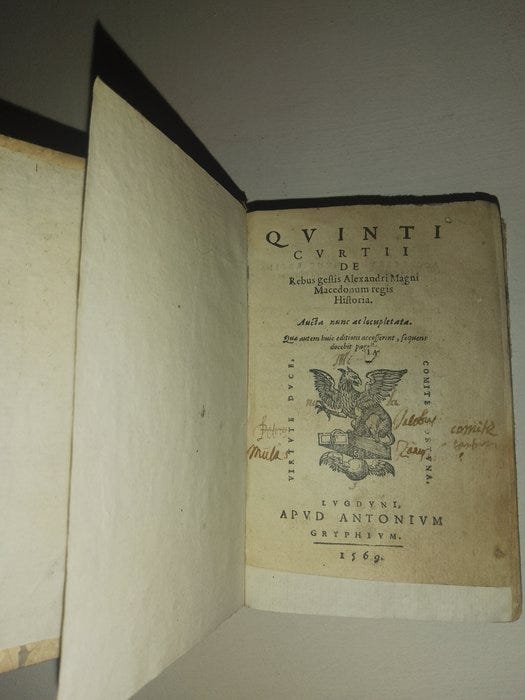 QVINTI
CVRTII
DE
Rebus gestis Alexandri Magni
Macedonum regis
Historia.
Aucta nunc ac locupletata.
Quæ autem huic editioni accesserint, sequens
docebit
VIRTVTE DVCE,
COMITE FORTVNA.
Jacobus
LVGDVNI,
APVD ANTONIVM
GRYPHIVM.
1569.